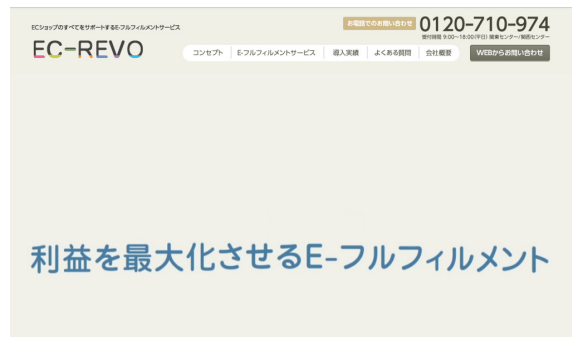 ECショップのすべてをサポートするE-フルフィルメントサービス
EC-REVO
お電話でのお問い合わせ 0120-710-974
受付時間 9:00〜18:00(平日) 関東センター/関西センター
コンセプト E-フルフィルメントサービス 導入実績 よくある質問 会社概要 WEBからお問い合わせ
利益を最大化させるE-フルフィルメント